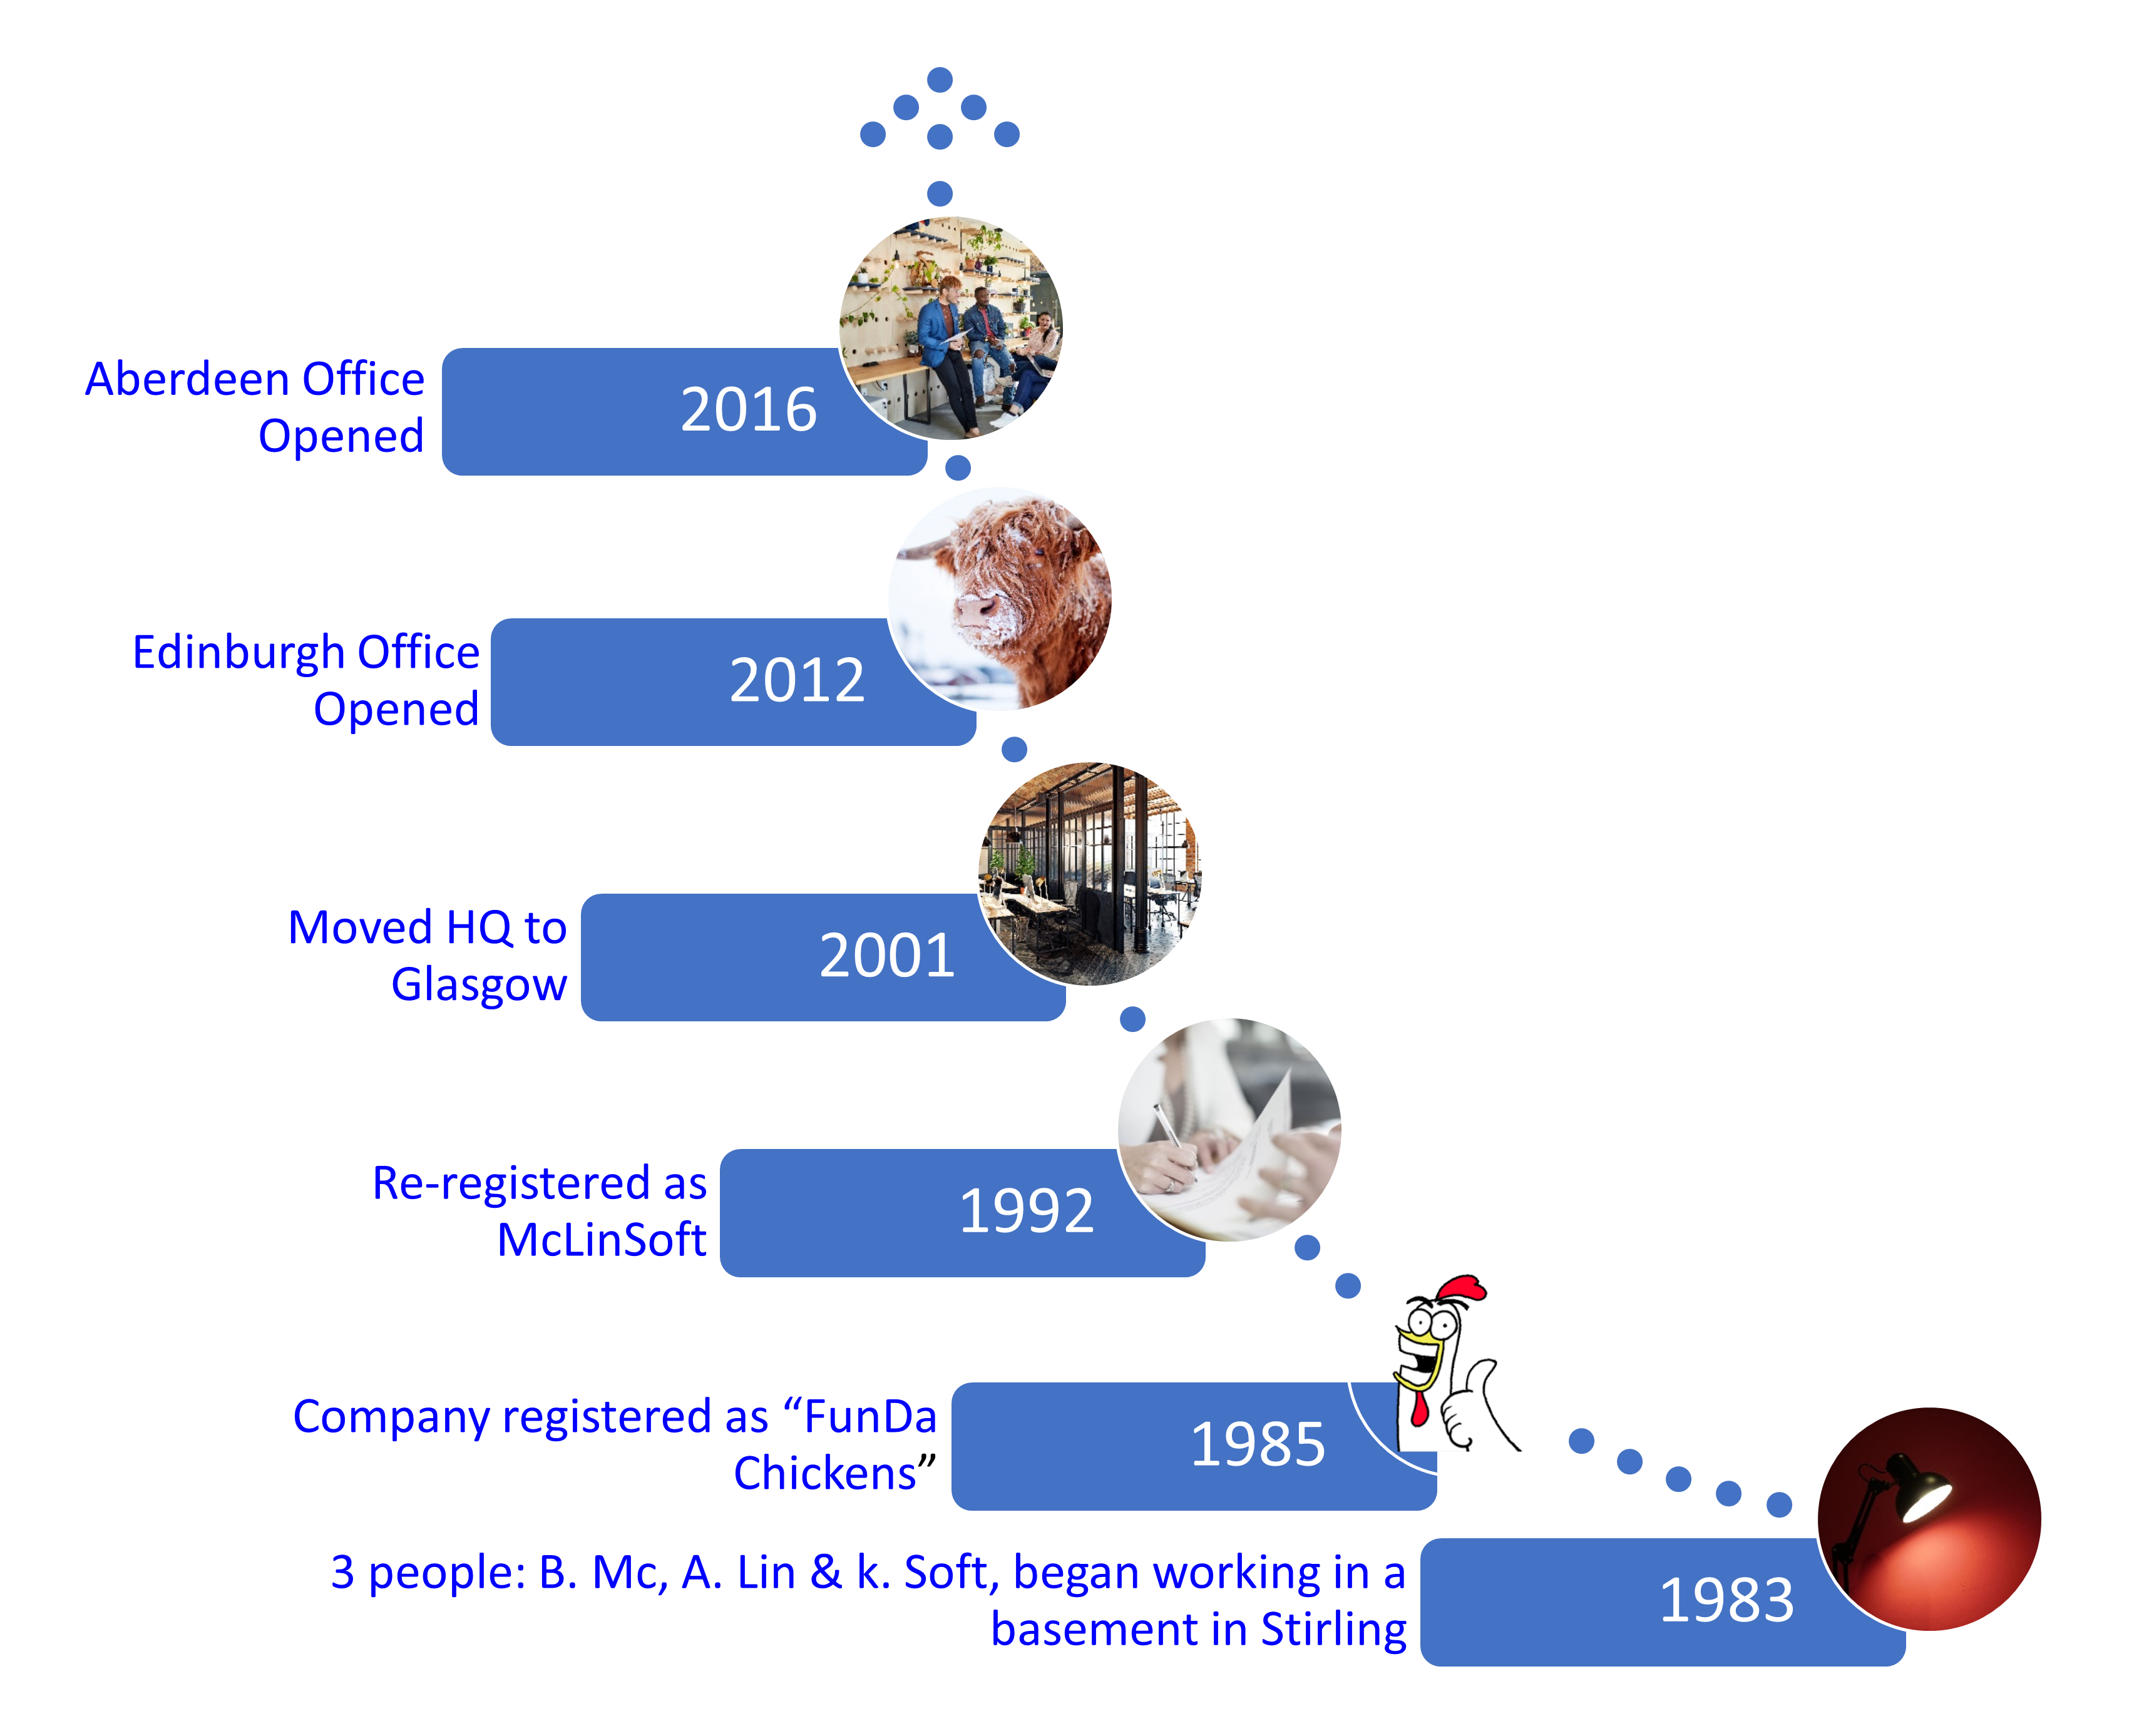 Aberdeen Office
Opened
2016
Edinburgh Office
Opened
2012
Moved HQ to
Glasgow
2001
Re-registered as
McLinSoft
1992
Company registered as “FunDa
Chickens”
1985
3 people: B. Mc, A. Lin & k. Soft, began working in a
basement in Stirling
1983